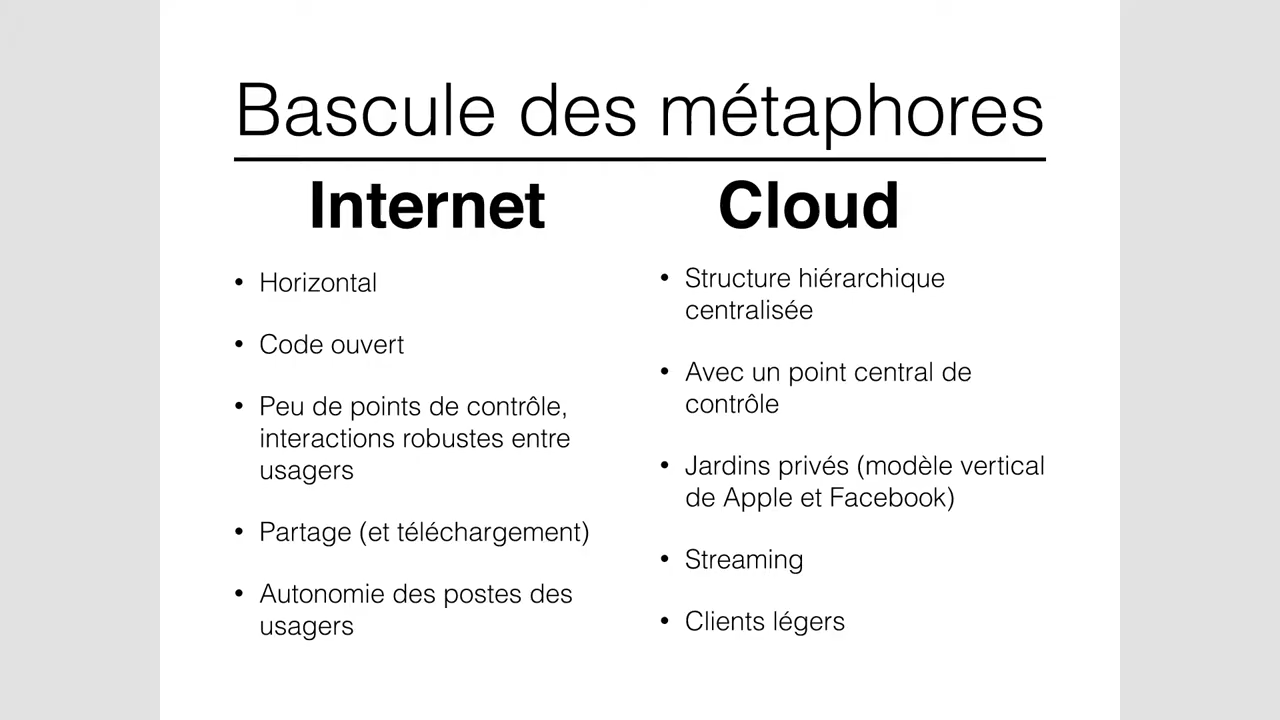 Bascule des métaphores
Internet
• Horizontal
• Code ouvert
• Peu de points de contrôle,
interactions robustes entre
usagers
• Partage (et téléchargement)
• Autonomie des postes des
usagers
Cloud
• Structure hiérarchique
centralisée
• Avec un point central de
contrôle
• Jardins privés (modèle vertical
de Apple et Facebook)
• Streaming
• Clients légers